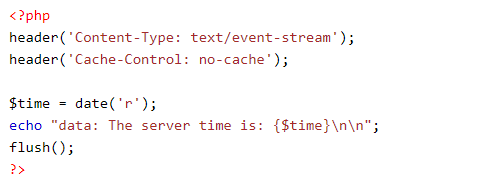 <?php
header('Content-Type: text/event-stream');
header('Cache-Control: no-cache');
$time = date('r');
echo "data: The server time is: {$time}\n\n";
flush();
?>